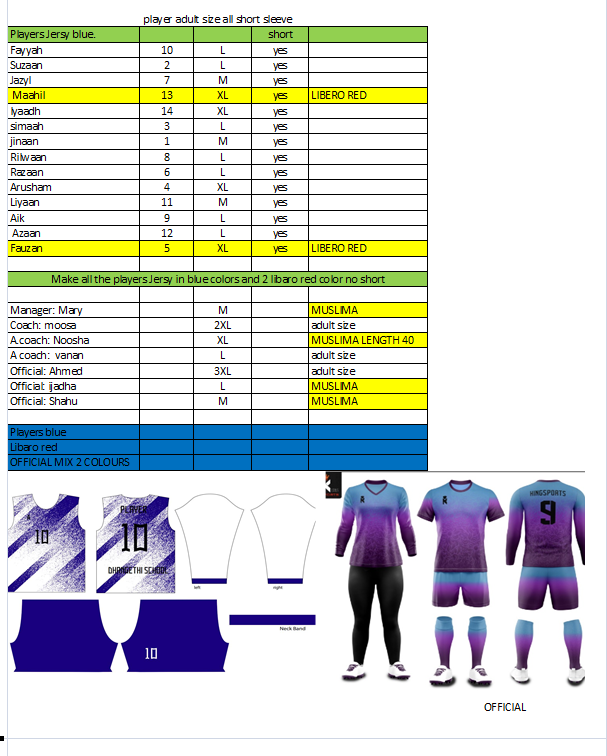 player adult size all short sleeve
Players Jersy blue. short
Fayyah 10 L yes
Suzaan 2 L yes
Jazyl 7 M yes
Maahil 13 XL yes LIBERO RED
Iyaadh 14 XL yes
simaah 3 L yes
jinaan 1 M yes
Rilwaan 8 L yes
Razaan 6 L yes
Arusham 4 XL yes
Liyaan 11 M yes
Aik 9 L yes
Azaan 12 L yes
Fauzan 5 XL yes LIBERO RED
Make all the players Jersy in blue colors and 2 libaro red color no short
Manager: Mary M MUSLIMA
Coach: moosa 2XL adult size
A.coach: Noosha XL MUSLIMA LENGTH 40
A coach: vanan L adult size
Official: Ahmed 3XL adult size
Official: ijadha L MUSLIMA
Official: Shahu M MUSLIMA
Players blue
Libaro red
OFFICIAL MIX 2 COLOURS
10
PLAYER
10
DHANGETHI SCHOOL
left
right
Neck Band
10
KINGSPORTS
9
OFFICIAL